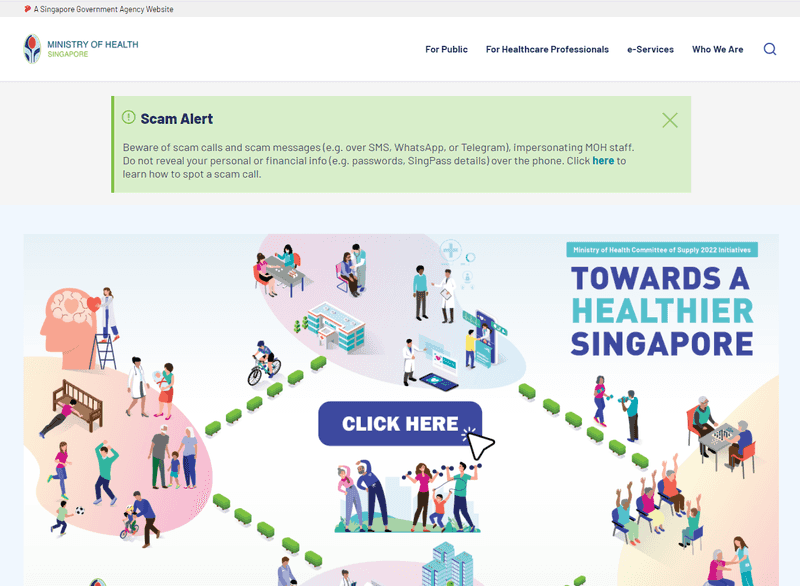 A Singapore Government Agency Website
MINISTRY OF HEALTH
SINGAPORE
For Public
For Healthcare Professionals
e-Services
Who We Are
Scam Alert
Beware of scam calls and scam messages (e.g. over SMS, WhatsApp, or Telegram), impersonating MOH staff.
Do not reveal your personal or financial info (e.g. passwords, SingPass details) over the phone. Click here to
learn how to spot a scam call.
Ministry of Health Committee of Supply 2022 Initiatives
TOWARDS A
HEALTHIER
SINGAPORE
CLICK HERE